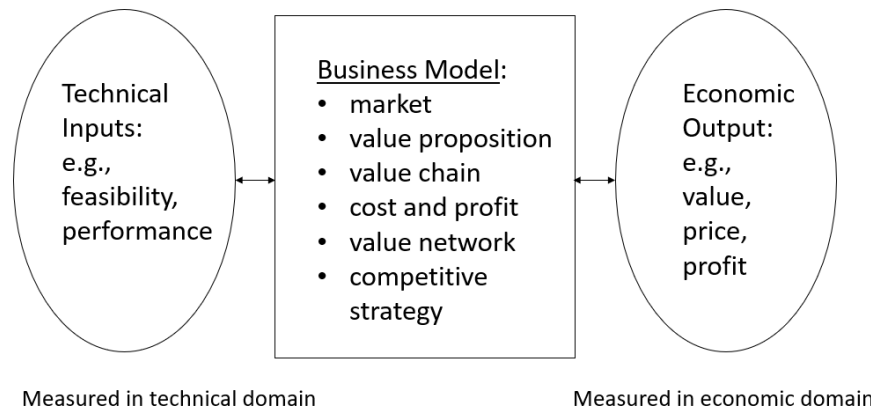 Technical
Inputs:
e.g.,
feasibility,
performance
Business Model:
• market
• value proposition
• value chain
• cost and profit
• value network
• competitive
strategy
Economic
Output:
e.g.,
value,
price,
profit
Measured in technical domain
Measured in economic domain